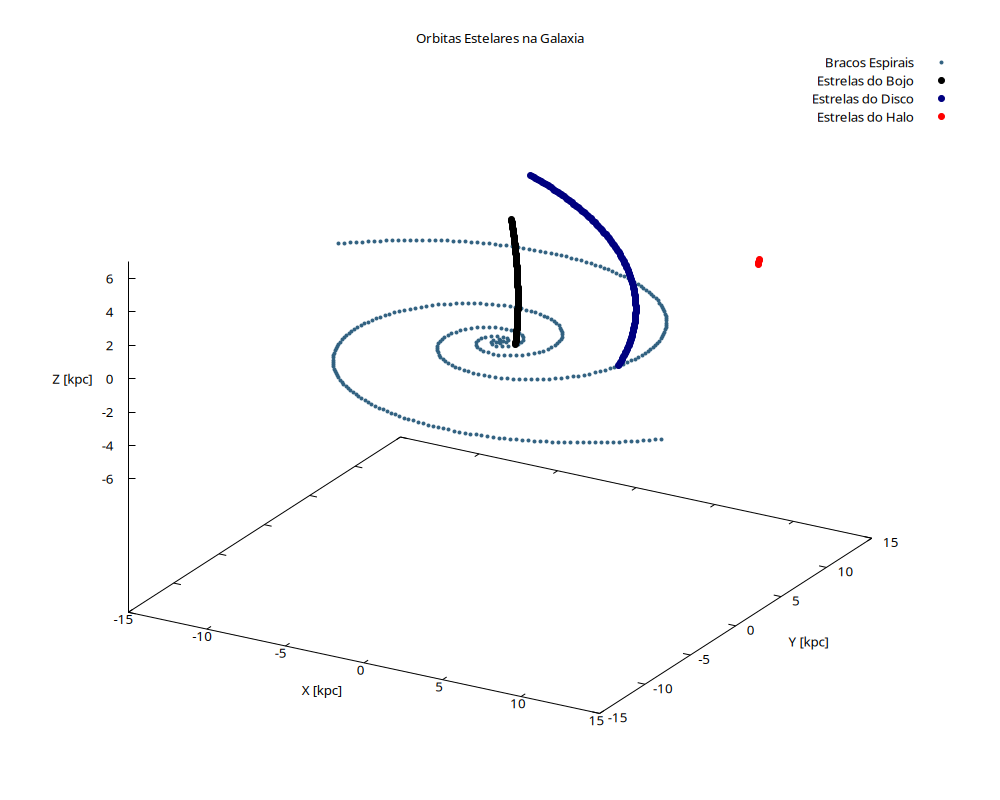 Orbitas Estelares na Galaxia
Bracos Espirais
Estrelas do Bojo
Estrelas do Disco
Estrelas do Halo
6
4
2
Z [kpc] 0
-2
-4
-6
15
10
5
0
-5
-10
-15
-15
-10
-5
0
5
10
15
X [kpc]
Y [kpc]